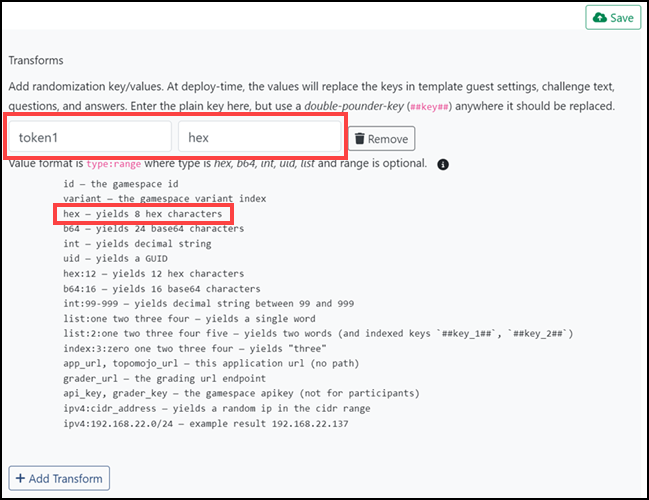 Save
Transforms
Add randomization key/values. At deploy-time, the values will replace the keys in template guest settings, challenge text,
questions, and answers. Enter the plain key here, but use a double-pounder-key (##key##) anywhere it should be replaced.
token1 hex Remove
Value format is type:range where type is hex, b64, int, uid, list and range is optional.
id — the gamespace id
variant — the gamespace variant index
hex — yields 8 hex characters
b64 — yields 24 base64 characters
int — yields decimal string
uid — yields a GUID
hex:12 — yields 12 hex characters
b64:16 — yields 16 base64 characters
int:99-999 — yields decimal string between 99 and 999
list:one two three four — yields a single word
list:2:one two three four five — yields two words (and indexed keys `##key_1##`, `##key_2##`)
index:3:zero one two three four — yields "three"
app_url, topomojo_url — this application url (no path)
grader_url — the grading url endpoint
api_key, grader_key — the gamespace apikey (not for participants)
ipv4:cidr_address — yields a random ip in the cidr range
ipv4:192.168.22.0/24 — example result 192.168.22.137
+ Add Transform